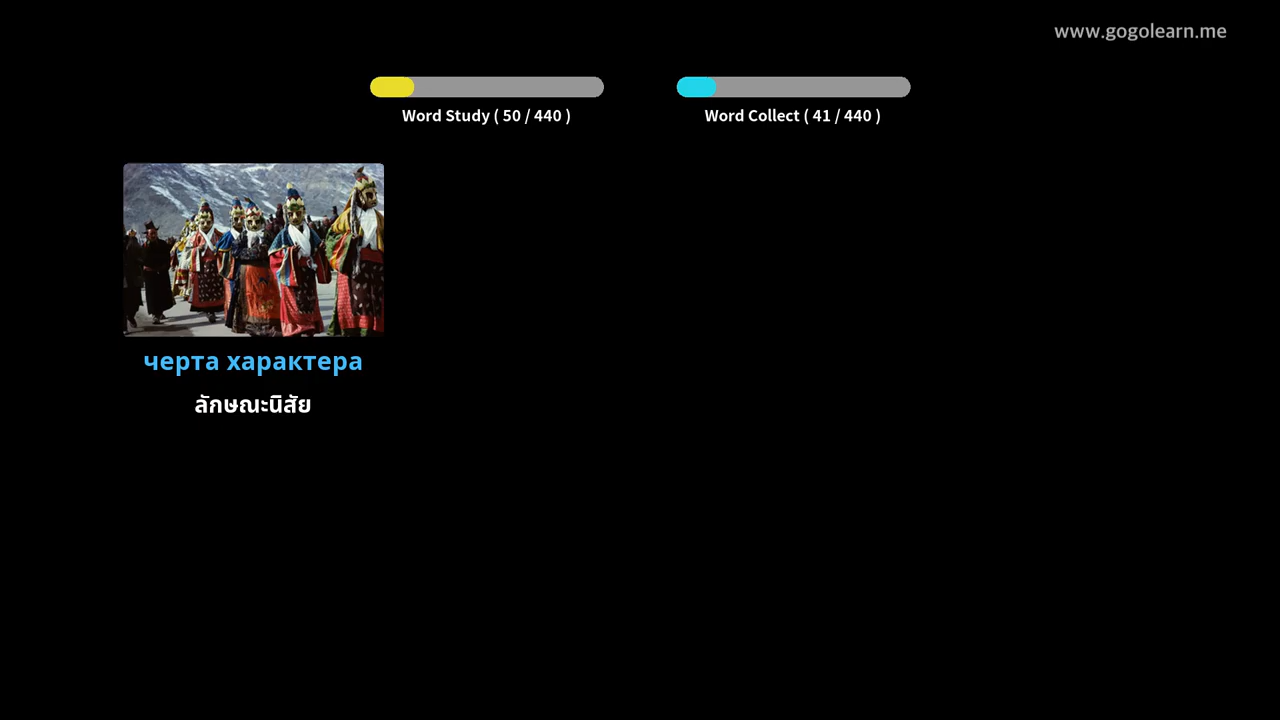 www.gogolearn.me
Word Study ( 50 / 440 )
Word Collect ( 41 / 440 )
черта характера
ลักษณะนิสัย